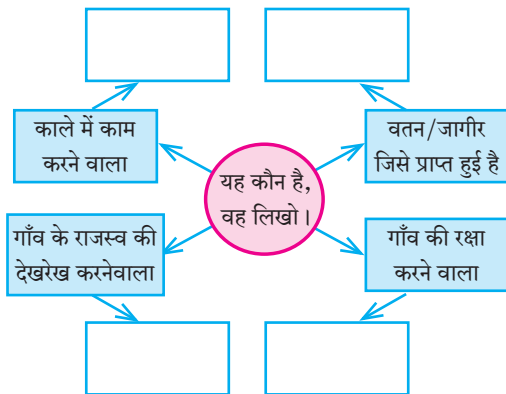 काले में काम
करने वाला
वतन/जागीर
जिसे प्राप्त हुई है
यह कौन है,
वह लिखो।
गाँव के राजस्व की
देखरेख करनेवाला
गाँव की रक्षा
करने वाला